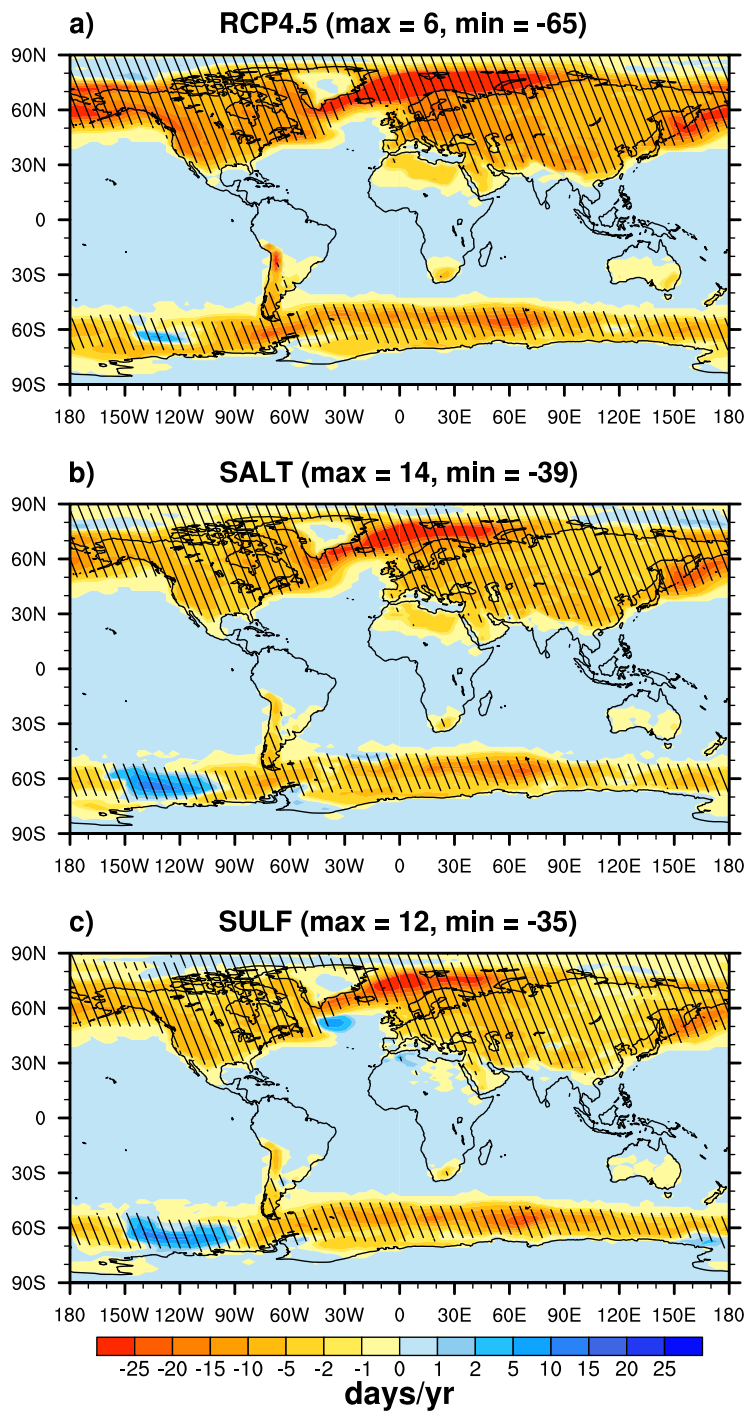 a) RCP4.5 (max = 6, min = -65)
90N
60N
30N
0
30S
60S
90S
180 150W 120W 90W 60W 30W 0 30E 60E 90E 120E 150E 180
b) SALT (max = 14, min = -39)
90N
60N
30N
0
30S
60S
90S
180 150W 120W 90W 60W 30W 0 30E 60E 90E 120E 150E 180
c) SULF (max = 12, min = -35)
90N
60N
30N
0
30S
60S
90S
180 150W 120W 90W 60W 30W 0 30E 60E 90E 120E 150E 180
-25 -20 -15 -10 -5 -2 -1 0 1 2 5 10 15 20 25
days/yr